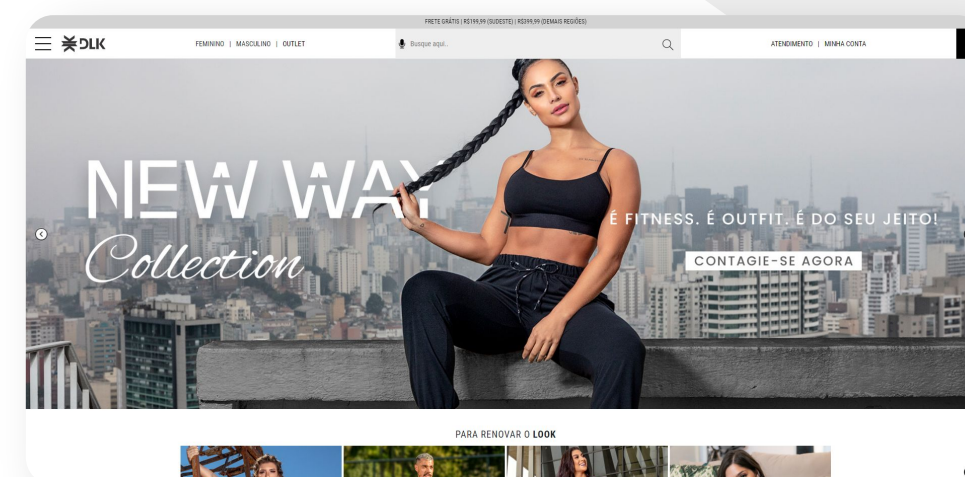 FRETE GRÁTIS | R$199,99 (SUDESTE) | R$399,99 (DEMAIS REGIÕES)
DLK
FEMININO | MASCULINO | OUTLET
Busque aqui..
ATENDIMENTO | MINHA CONTA
NEW WAY
Collection
É FITNESS. É OUTFIT. É DO SEU JEITO!
CONTAGIE-SE AGORA
PARA RENOVAR O LOOK